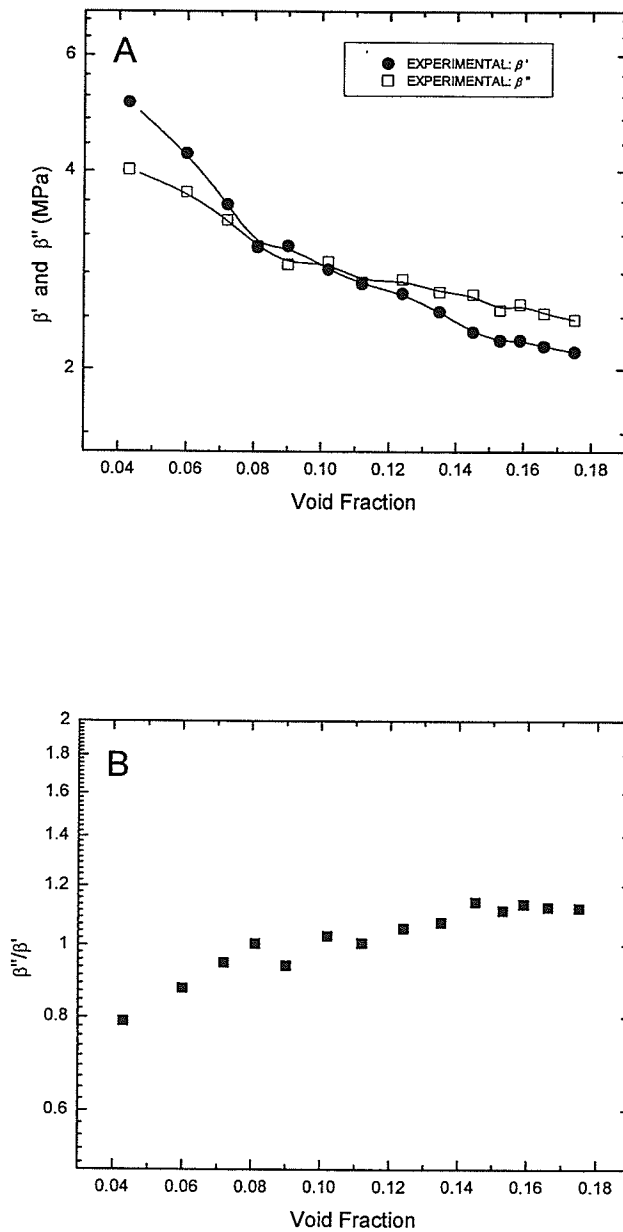 A
EXPERIMENTAL: β'
EXPERIMENTAL: β"
6
4
2
β' and β" (MPa)
0.04 0.06 0.08 0.10 0.12 0.14 0.16 0.18
Void Fraction
B
2
1.8
1.6
1.4
1.2
1
0.8
0.6
β"/β'
0.04 0.06 0.08 0.10 0.12 0.14 0.16 0.18
Void Fraction